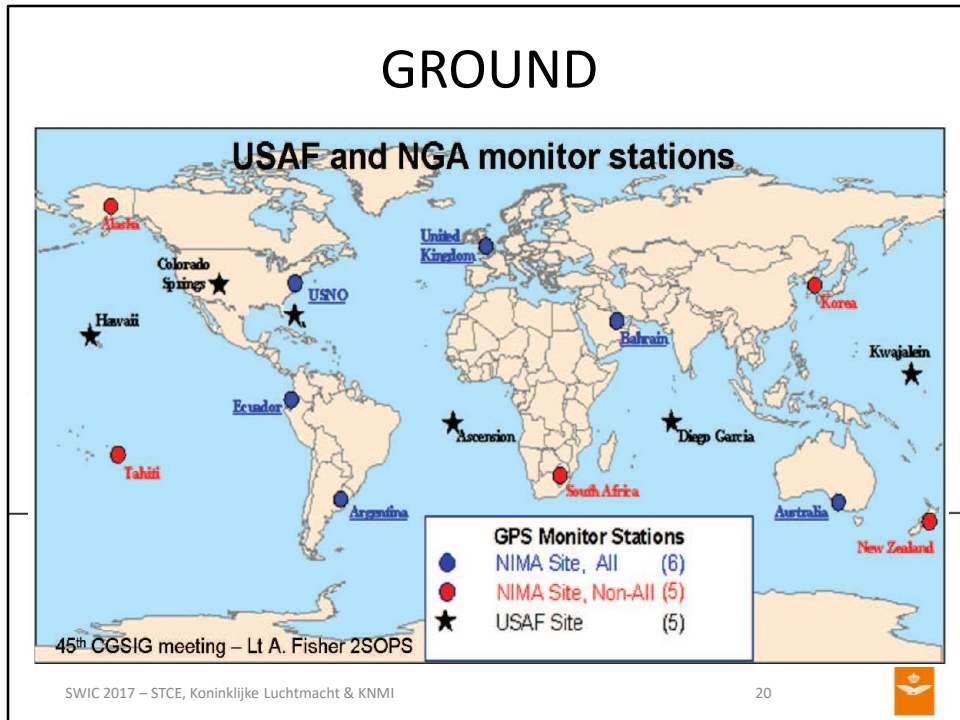 GROUND
USAF and NGA monitor stations
Alaska
United
Kingdom
Colorado
Springs
USNO
Korea
Hawaii
Bahrain
Kwajalein
Ecuador
Ascension
Diego Garcia
Tahiti
South Africa
Argentina
Australia
New Zealand
GPS Monitor Stations
NIMA Site, All (6)
NIMA Site, Non-All (5)
USAF Site (5)
45th CGSIG meeting – Lt A. Fisher 2SOPS
SWIC 2017 – STCE, Koninklijke Luchtmacht & KNMI
20